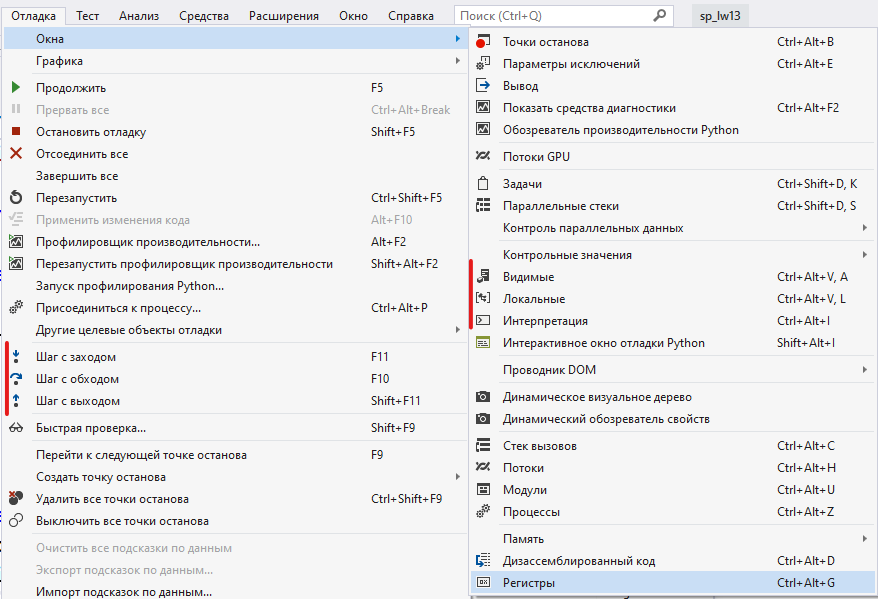 Отладка Тест Анализ Средства Расширения Окно Справка Поиск (Ctrl+Q) sp_lw13
Окна
Графика
Продолжить F5
Прервать все Ctrl+Alt+Break
Остановить отладку Shift+F5
Отсоединить все
Завершить все
Перезапустить Ctrl+Shift+F5
Применить изменения кода Alt+F10
Профилировщик производительности... Alt+F2
Перезапустить профилировщик производительности Shift+Alt+F2
Запуск профилирования Python...
Присоединиться к процессу... Ctrl+Alt+P
Другие целевые объекты отладки
Шаг с заходом F11
Шаг с обходом F10
Шаг с выходом Shift+F11
Быстрая проверка... Shift+F9
Перейти к следующей точке останова F9
Создать точку останова
Удалить все точки останова Ctrl+Shift+F9
Выключить все точки останова
Очистить все подсказки по данным
Экспорт подсказок по данным...
Импорт подсказок по данным...
Точки останова Ctrl+Alt+B
Параметры исключений Ctrl+Alt+E
Вывод
Показать средства диагностики Ctrl+Alt+F2
Обозреватель производительности Python
Потоки GPU
Задачи Ctrl+Shift+D, K
Параллельные стеки Ctrl+Shift+D, S
Контроль параллельных данных
Контрольные значения
Видимые Ctrl+Alt+V, A
Локальные Ctrl+Alt+V, L
Интерпретация Ctrl+Alt+I
Интерактивное окно отладки Python Shift+Alt+I
Проводник DOM
Динамическое визуальное дерево
Динамический обозреватель свойств
Стек вызовов Ctrl+Alt+C
Потоки Ctrl+Alt+H
Модули Ctrl+Alt+U
Процессы Ctrl+Alt+Z
Память
Дизассемблированный код Ctrl+Alt+D
Регистры Ctrl+Alt+G